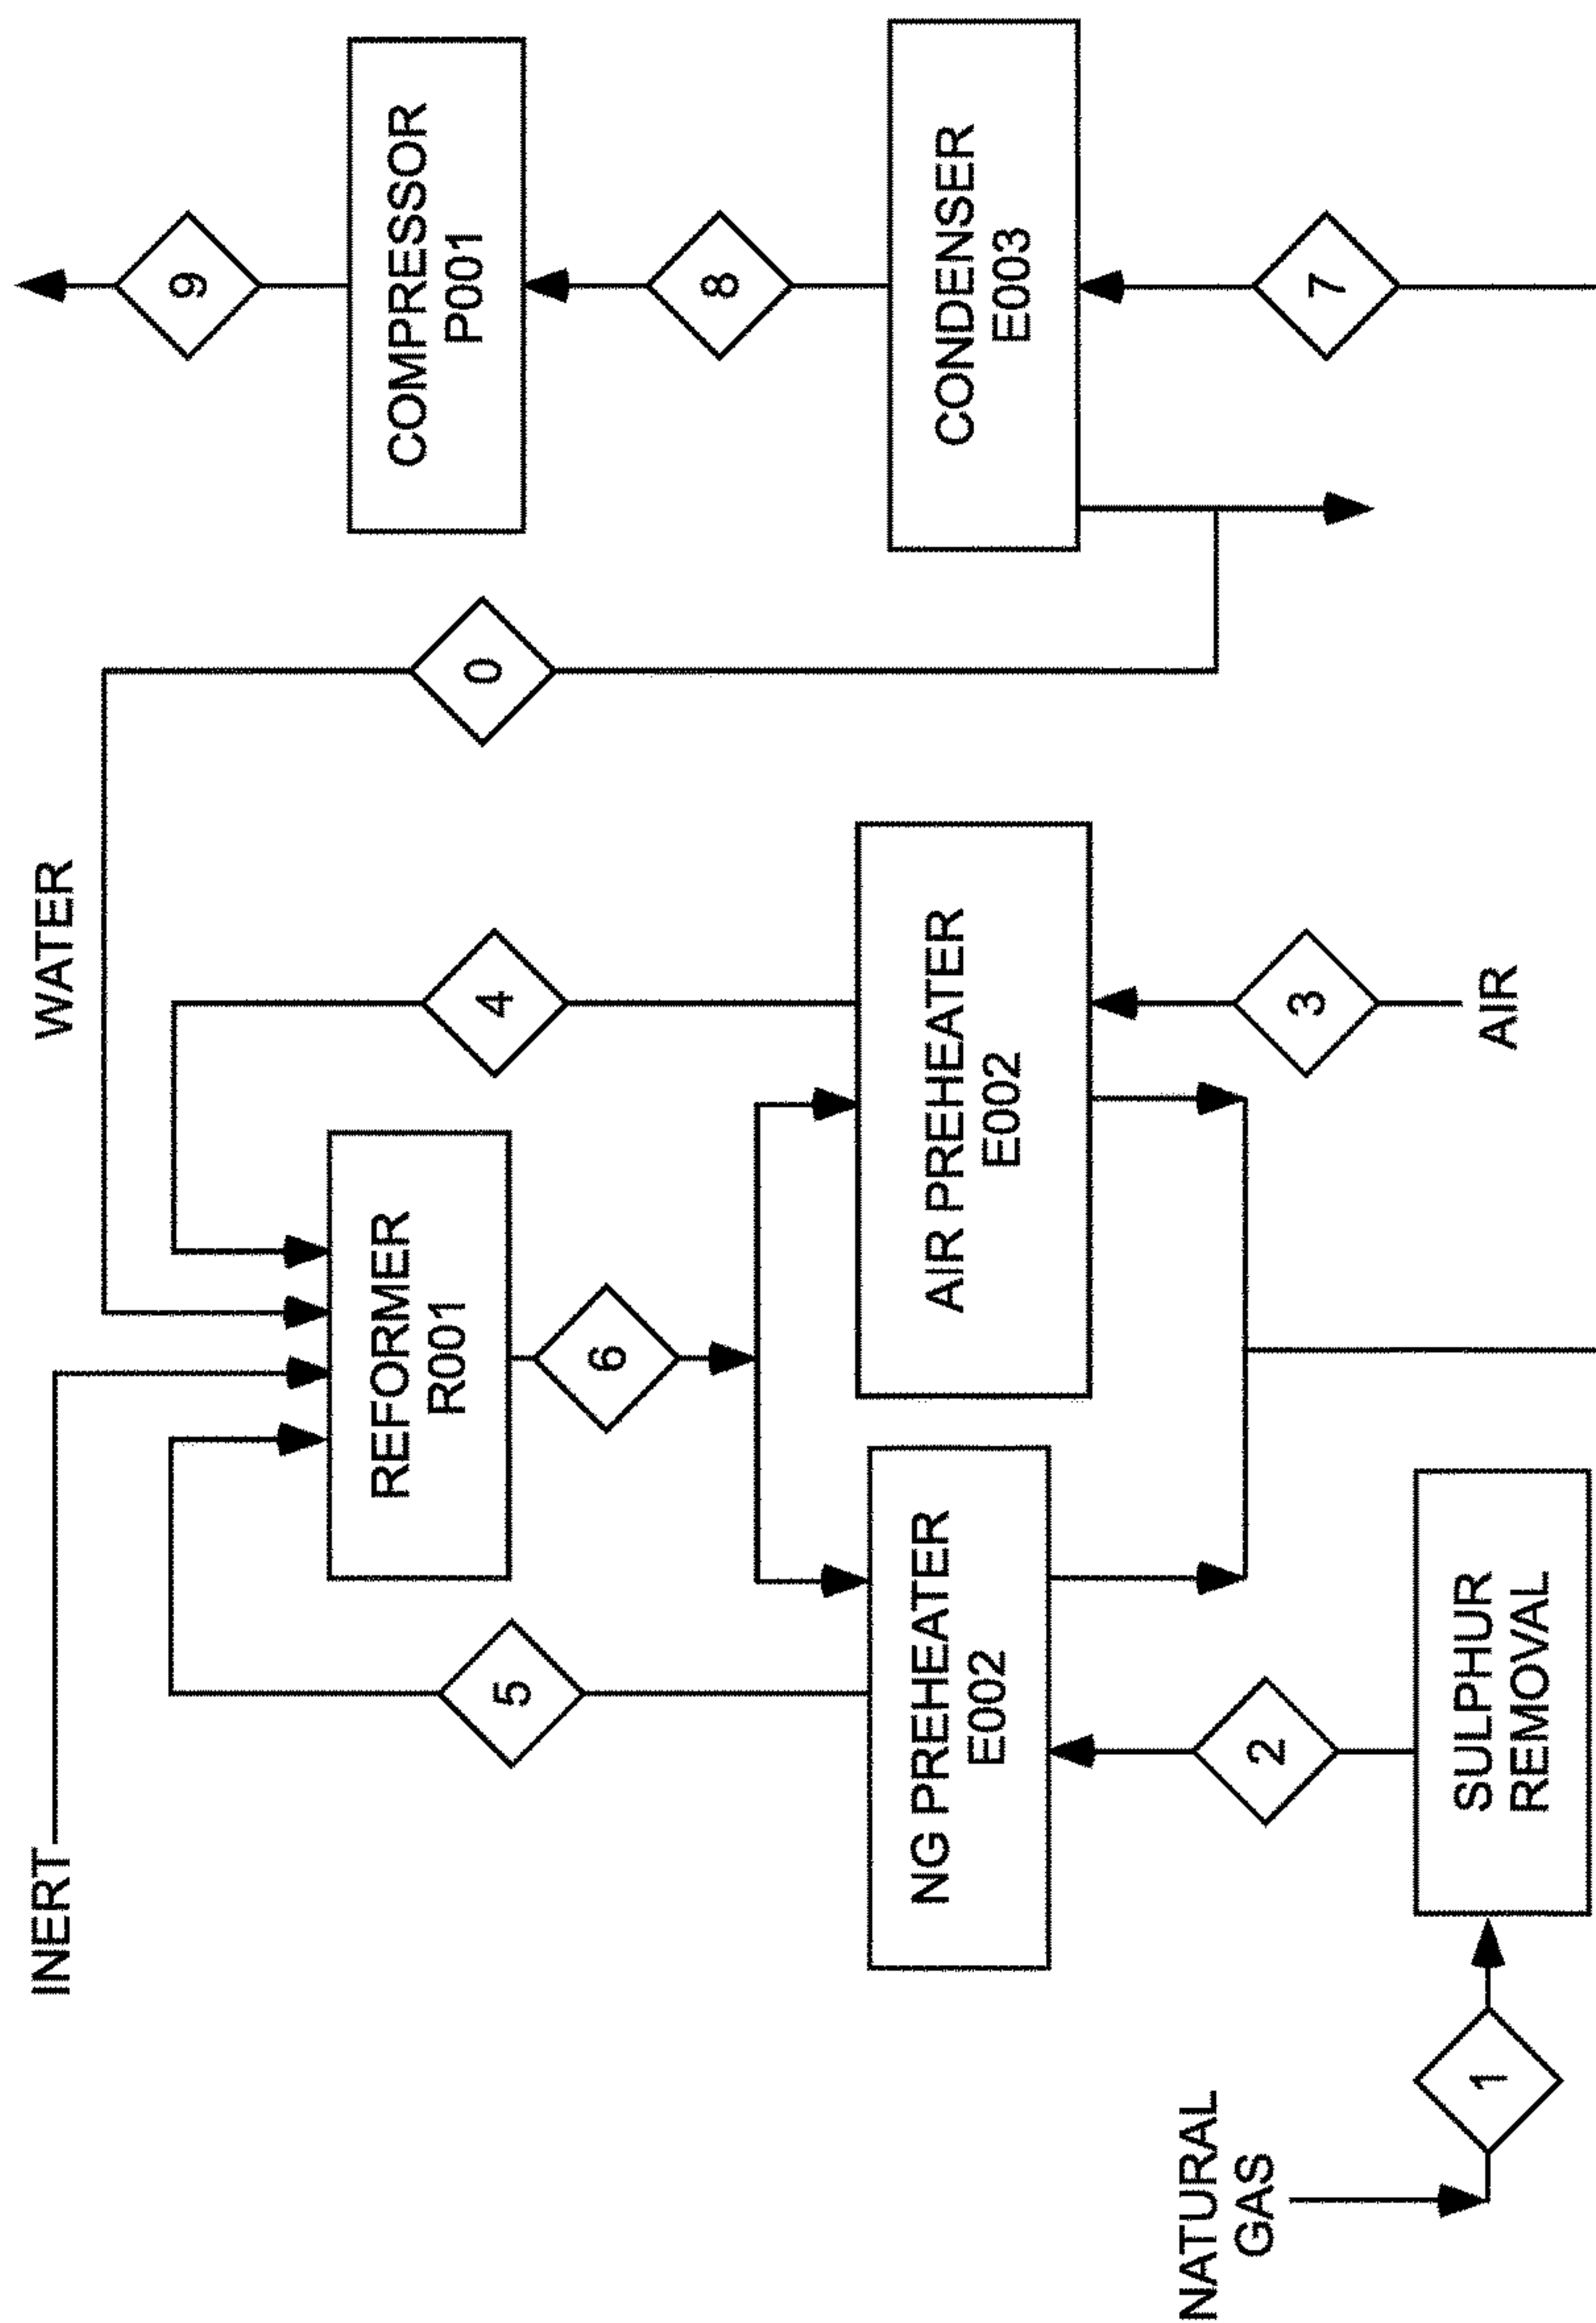 INERT
WATER
5
4
0
9
REFORMER
R001
COMPRESSOR
P001
6
8
NG PREHEATER
E002
AIR PREHEATER
E002
CONDENSER
E003
2
3
7
NATURAL
GAS
1
SULPHUR
REMOVAL
AIR